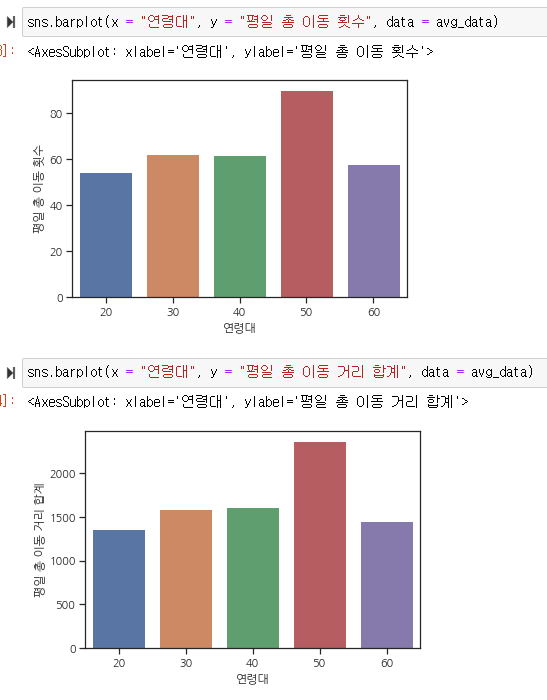 sns.barplot(x = "연령대", y = "평일 총 이동 횟수", data = avg_data)
]: <AxesSubplot: xlabel='연령대', ylabel='평일 총 이동 횟수'>
80
60
40
20
0
평일 총 이동 횟수
20 30 40 50 60
연령대
sns.barplot(x = "연령대", y = "평일 총 이동 거리 합계", data = avg_data)
]: <AxesSubplot: xlabel='연령대', ylabel='평일 총 이동 거리 합계'>
2000
1500
1000
500
0
평일 총 이동 거리 합계
20 30 40 50 60
연령대